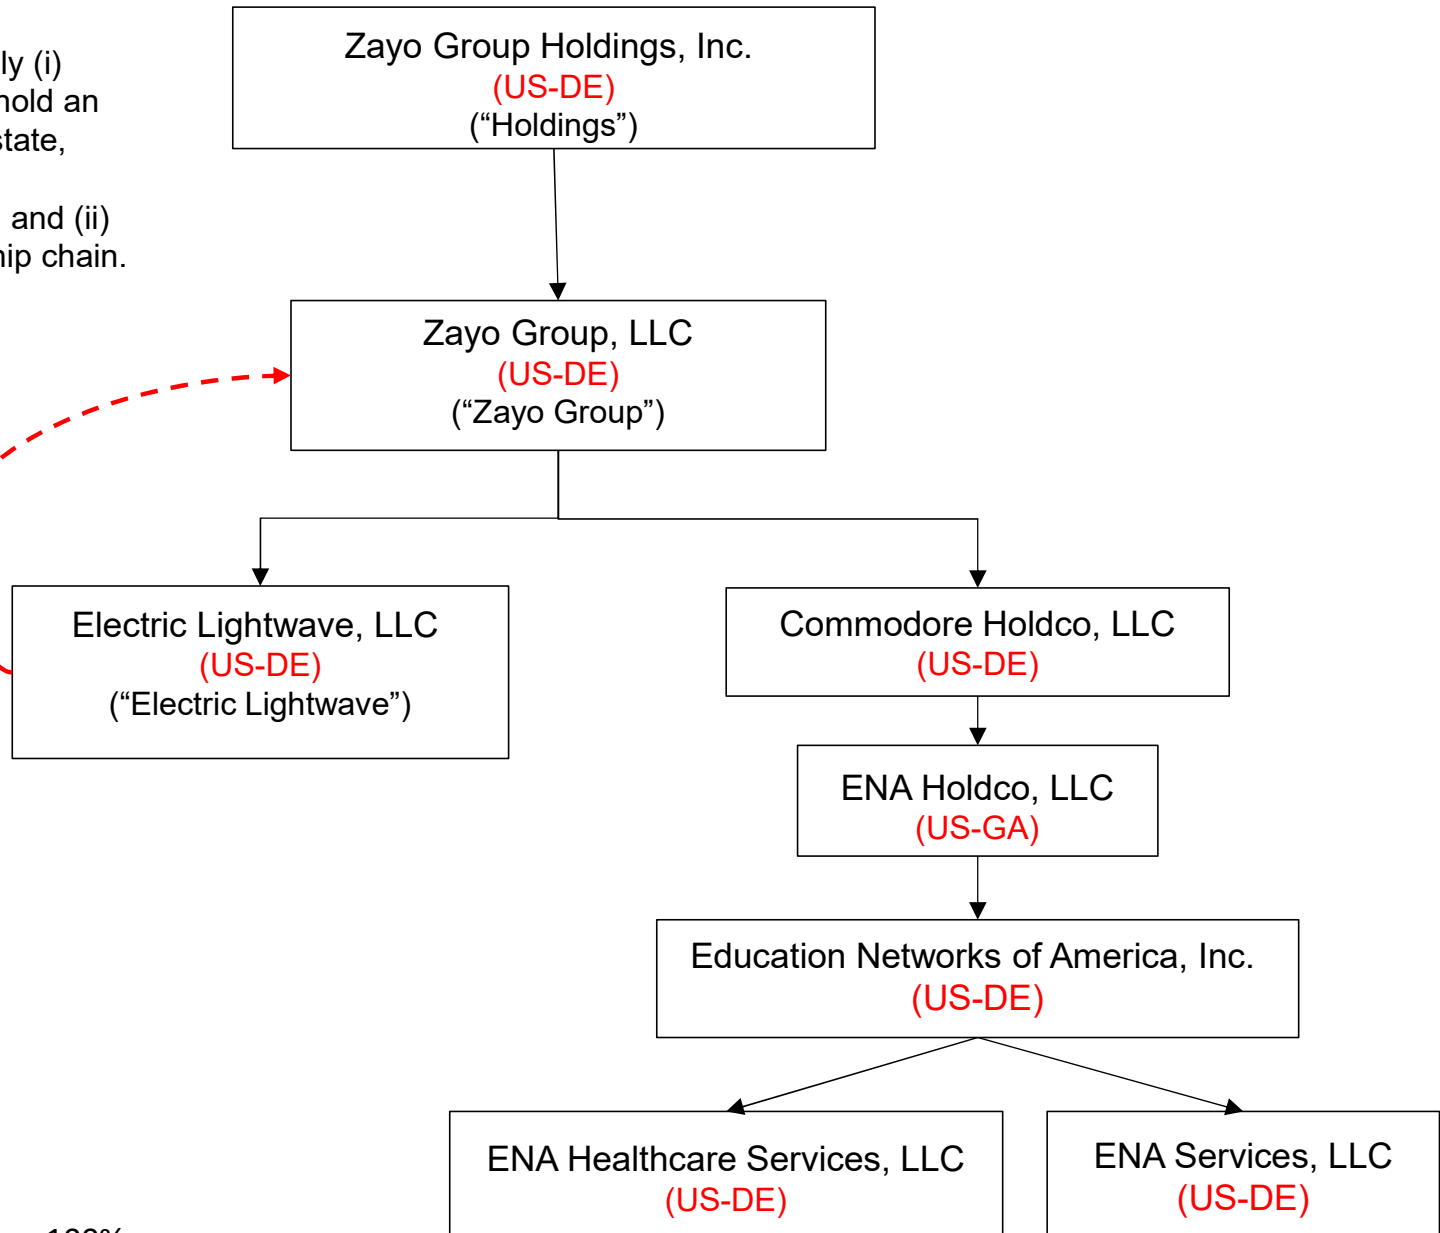 ly (i)
hold an
state,
and (ii)
hip chain.
Zayo Group Holdings, Inc.
(US-DE)
(“Holdings”)
Zayo Group, LLC
(US-DE)
(“Zayo Group”)
Electric Lightwave, LLC
(US-DE)
(“Electric Lightwave”)
Commodore Holdco, LLC
(US-DE)
ENA Holdco, LLC
(US-GA)
Education Networks of America, Inc.
(US-DE)
ENA Healthcare Services, LLC
(US-DE)
ENA Services, LLC
(US-DE)
100%